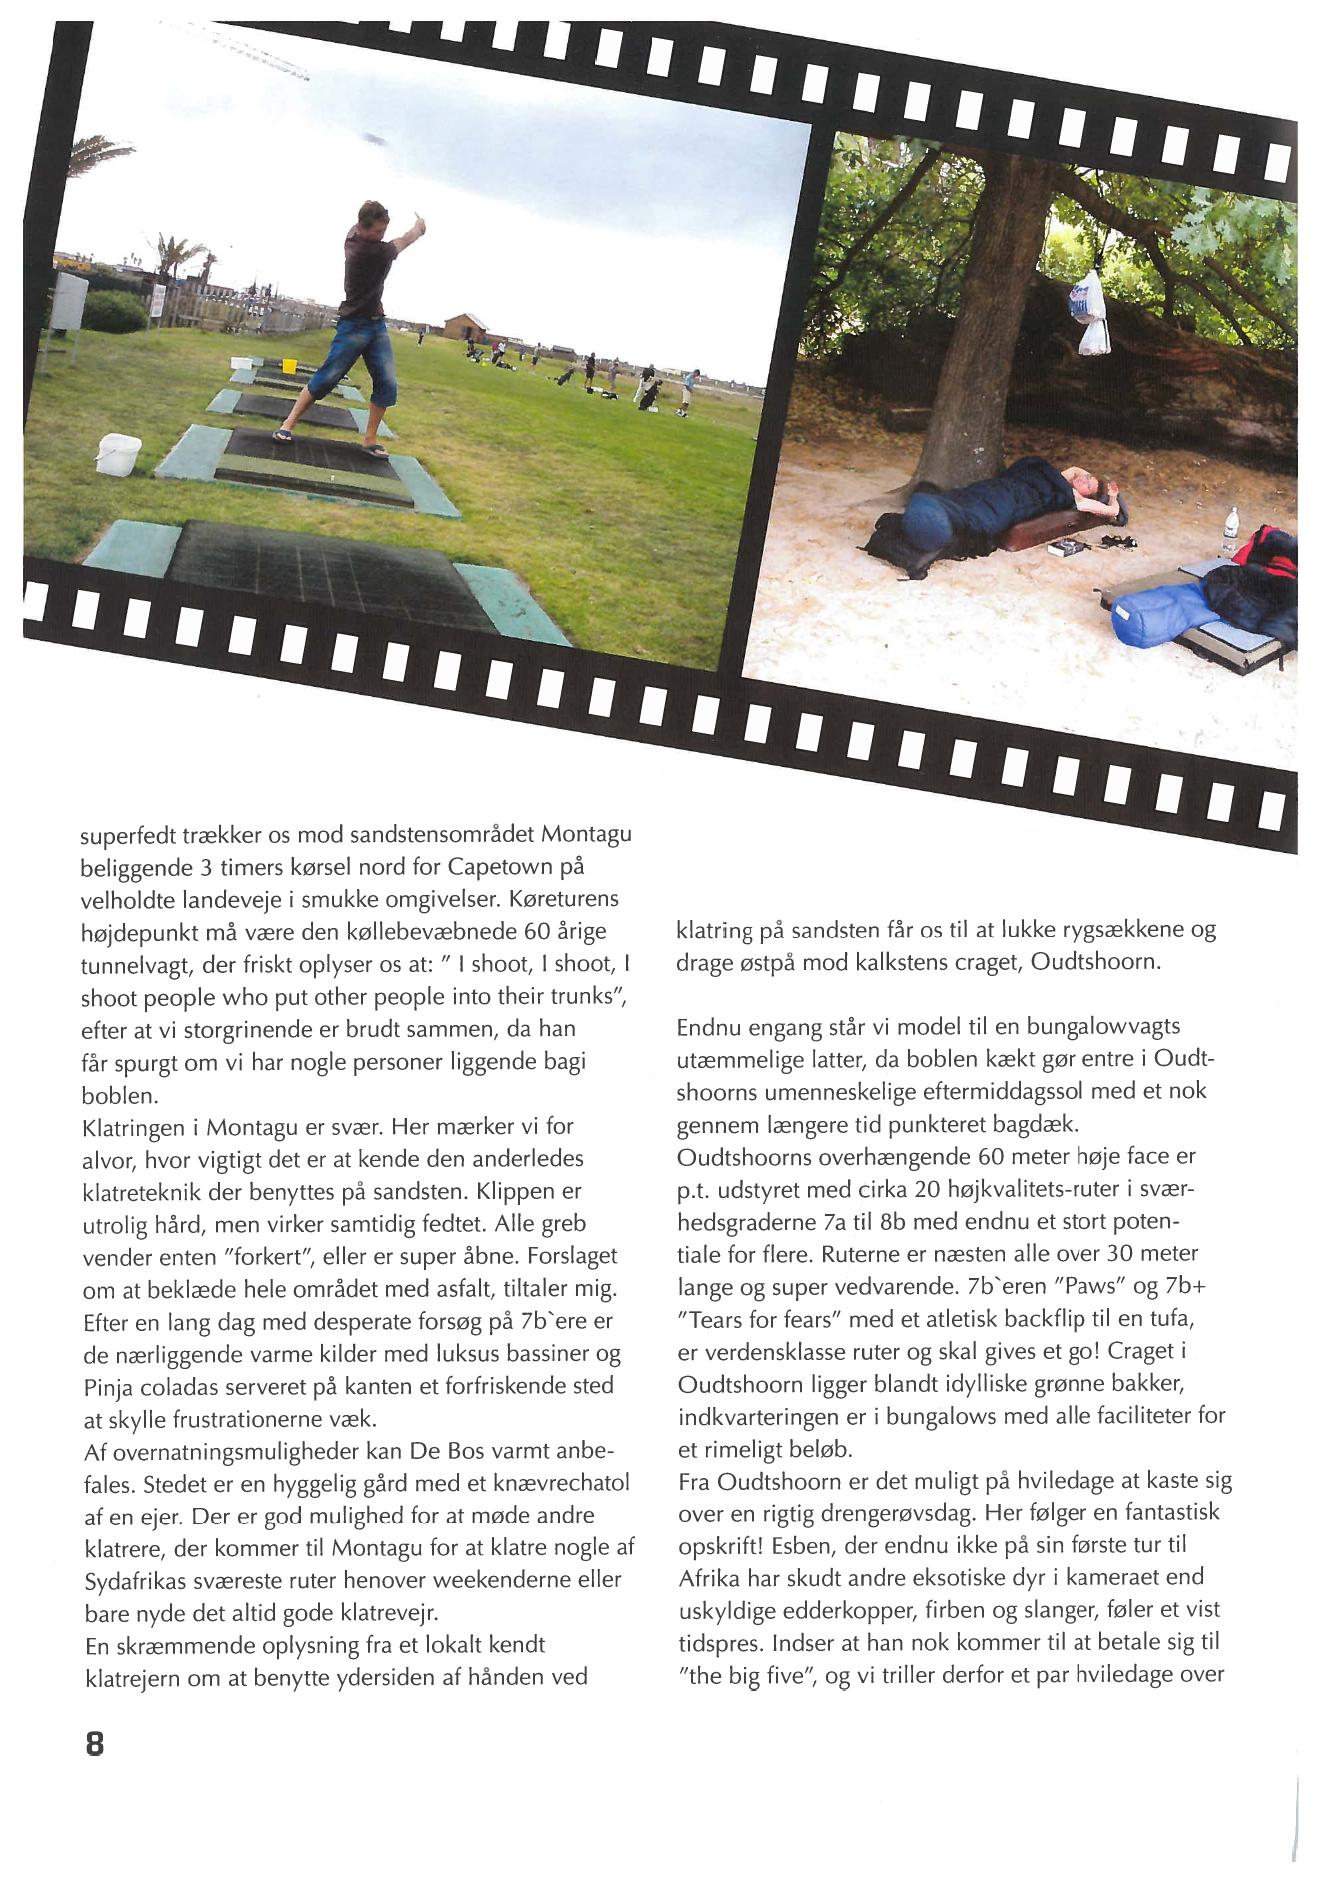 superfedt trækker os mod sandstensområdet Montagu
beliggende 3 timers kørsel nord for Capetown på
velholdte landeveje i smukke omgivelser. Køreturens
højdepunkt må være den køllebevæbnede 60 årige
tunnelvagt, der friskt oplyser os at: ” I shoot, I shoot, I
shoot people who put other people into their trunks”,
efter at vi storgrinende er brudt sammen, da han
får spurgt om vi har nogle personer liggende bagi
boblen.
Klatringen i Montagu er svær. Her mærker vi for
alvor, hvor vigtigt det er at kende den anderledes
klatreteknik der benyttes på sandsten. Klippen er
utrolig hård, men virker samtidig fedtet. Alle greb
vender enten ”forkert”, eller er super åbne. Forslaget
om at beklæde hele området med asfalt, tiltaler mig.
Efter en lang dag med desperate forsøg på 7b`ere er
de nærliggende varme kilder med luksus bassiner og
Pinja coladas serveret på kanten et forfriskende sted
at skylle frustrationerne væk.
Af overnatningsmuligheder kan De Bos varmt anbe-
fales. Stedet er en hyggelig gård med et knævrechatol
af en ejer. Der er god mulighed for at møde andre
klatrere, der kommer til Montagu for at klatre nogle af
Sydafrikas sværeste ruter henover weekenderne eller
bare nyde det altid gode klatrevejr.
En skræmmende oplysning fra et lokalt kendt
klatrejern om at benytte ydersiden af hånden ved
klatring på sandsten får os til at lukke rygsækkene og
drage østpå mod kalkstens craget, Oudtshoorn.

Endnu engang står vi model til en bungalowvagts
utæmmelige latter, da boblen kækt gør entre i Oudt-
shoorns umenneskelige eftermiddagssol med et nok
gennem længere tid punkteret bagdæk.
Oudtshoorns overhængende 60 meter høje face er
p.t. udstyret med cirka 20 højkvalitets-ruter i svær-
hedsgraderne 7a til 8b med endnu et stort poten-
tiale for flere. Ruterne er næsten alle over 30 meter
lange og super vedvarende. 7b`eren ”Paws” og 7b+
”Tears for fears” med et atletisk backflip til en tufa,
er verdensklasse ruter og skal gives et go! Craget i
Oudtshoorn ligger blandt idylliske grønne bakker,
indkvarteringen er i bungalows med alle faciliteter for
et rimeligt beløb.
Fra Oudtshoorn er det muligt på hviledage at kaste sig
over en rigtig drengerøvsdag. Her følger en fantastisk
opskrift! Esben, der endnu ikke på sin første tur til
Afrika har skudt andre eksotiske dyr i kameraet end
uskyldige edderkopper, firben og slanger, føler et vist
tidspres. Indser at han nok kommer til at betale sig til
”the big five”, og vi triller derfor et par hviledage over
8